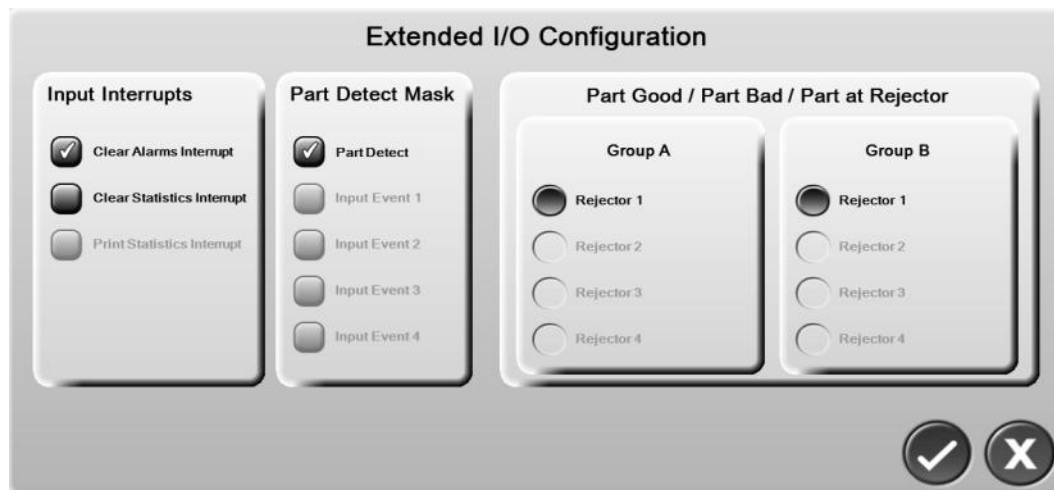 Extended I/O Configuration
Input Interrupts
Clear Alarms Interrupt
Clear Statistics Interrupt
Print Statistics Interrupt
Part Detect Mask
Part Detect
Input Event 1
Input Event 2
Input Event 3
Input Event 4
Part Good / Part Bad / Part at Rejector
Group A
Rejector 1
Rejector 2
Rejector 3
Rejector 4
Group B
Rejector 1
Rejector 2
Rejector 3
Rejector 4